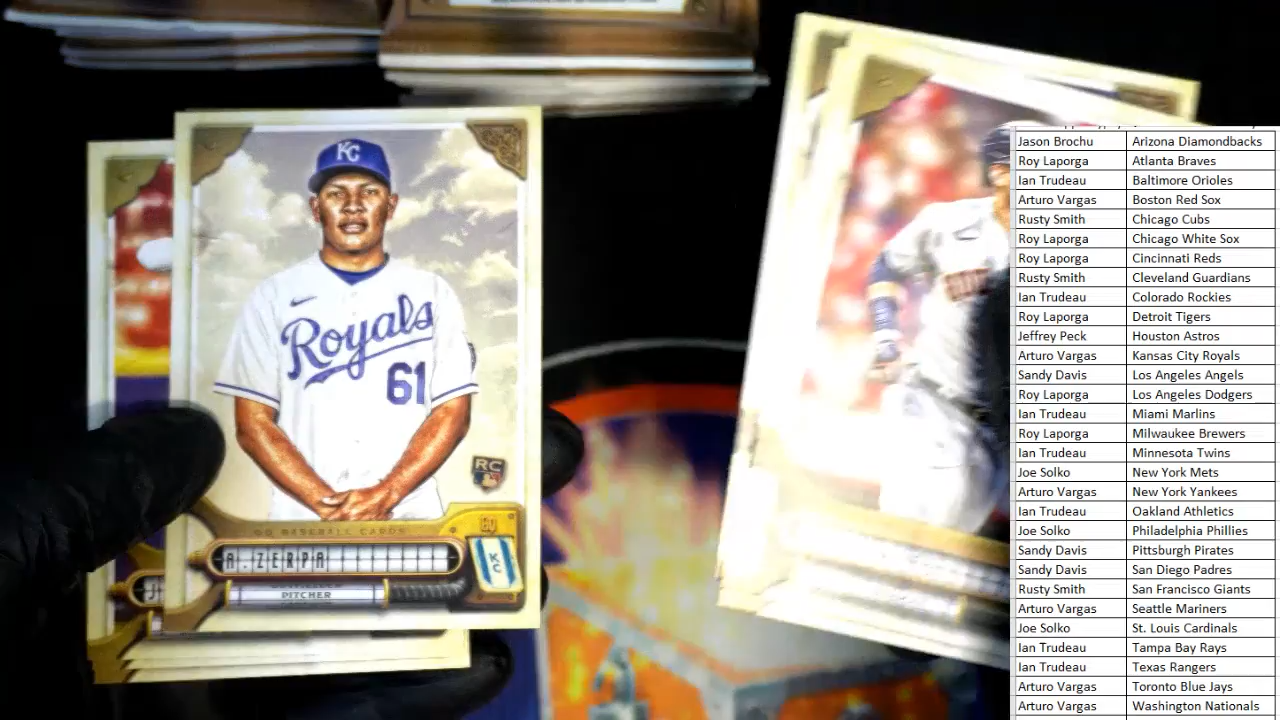 KC
Royals
61
RC
GQ BASEBALL CARDS
GQ
A. ZERPA
KC
PITCHER
Jason Brochu Arizona Diamondbacks
Roy Laporga Atlanta Braves
Ian Trudeau Baltimore Orioles
Arturo Vargas Boston Red Sox
Rusty Smith Chicago Cubs
Roy Laporga Chicago White Sox
Roy Laporga Cincinnati Reds
Rusty Smith Cleveland Guardians
Ian Trudeau Colorado Rockies
Roy Laporga Detroit Tigers
Jeffrey Peck Houston Astros
Arturo Vargas Kansas City Royals
Sandy Davis Los Angeles Angels
Roy Laporga Los Angeles Dodgers
Ian Trudeau Miami Marlins
Roy Laporga Milwaukee Brewers
Ian Trudeau Minnesota Twins
Joe Solko New York Mets
Arturo Vargas New York Yankees
Ian Trudeau Oakland Athletics
Joe Solko Philadelphia Phillies
Sandy Davis Pittsburgh Pirates
Sandy Davis San Diego Padres
Rusty Smith San Francisco Giants
Arturo Vargas Seattle Mariners
Joe Solko St. Louis Cardinals
Ian Trudeau Tampa Bay Rays
Ian Trudeau Texas Rangers
Arturo Vargas Toronto Blue Jays
Arturo Vargas Washington Nationals